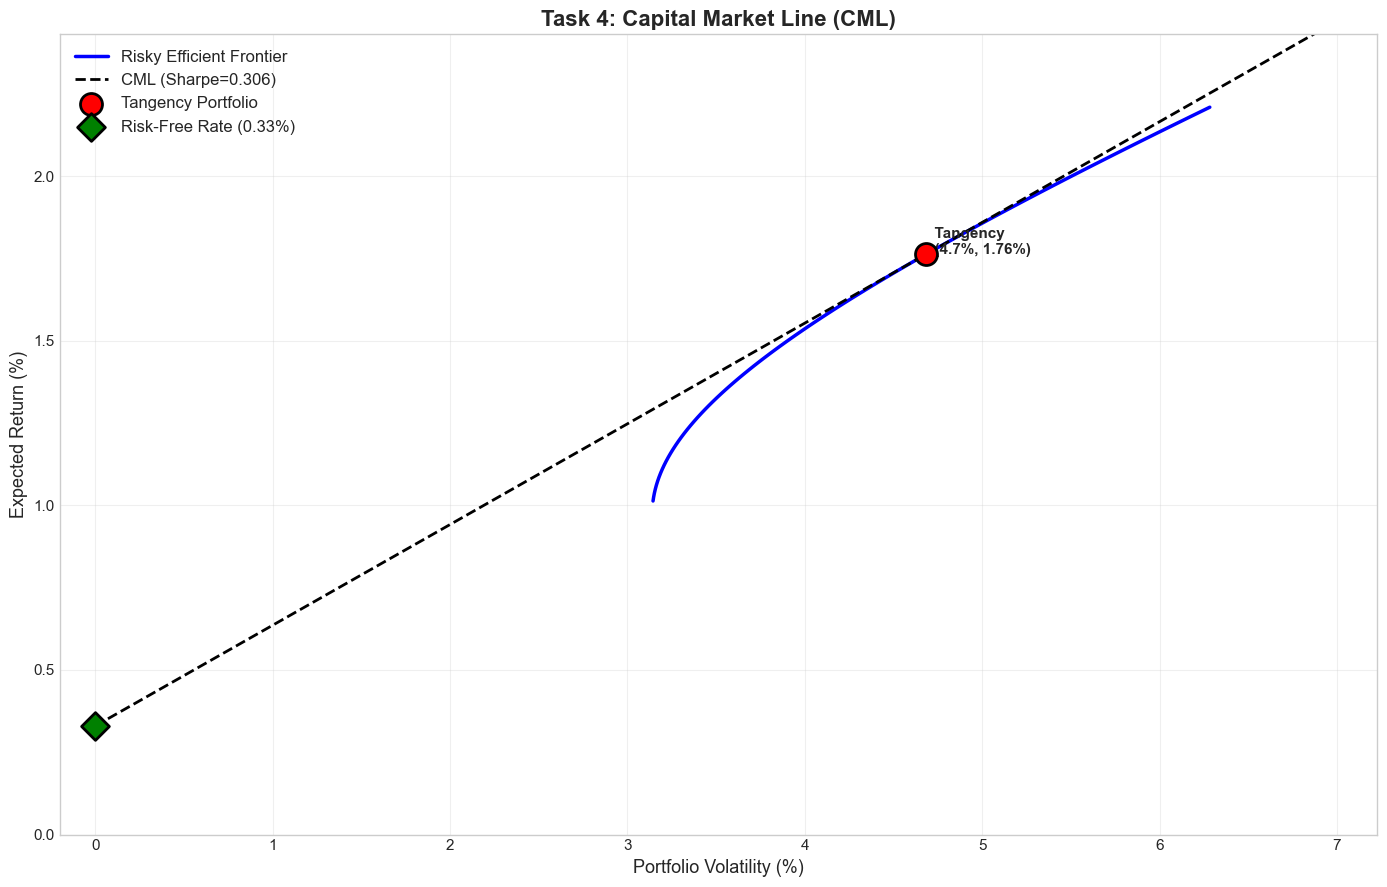 Task 4: Capital Market Line (CML)
Risky Efficient Frontier
CML (Sharpe=0.306)
Tangency Portfolio
Risk-Free Rate (0.33%)
2.0
1.5
1.0
0.5
0.0
Expected Return (%)
Tangency
(4.7%, 1.76%)
0 1 2 3 4 5 6 7
Portfolio Volatility (%)